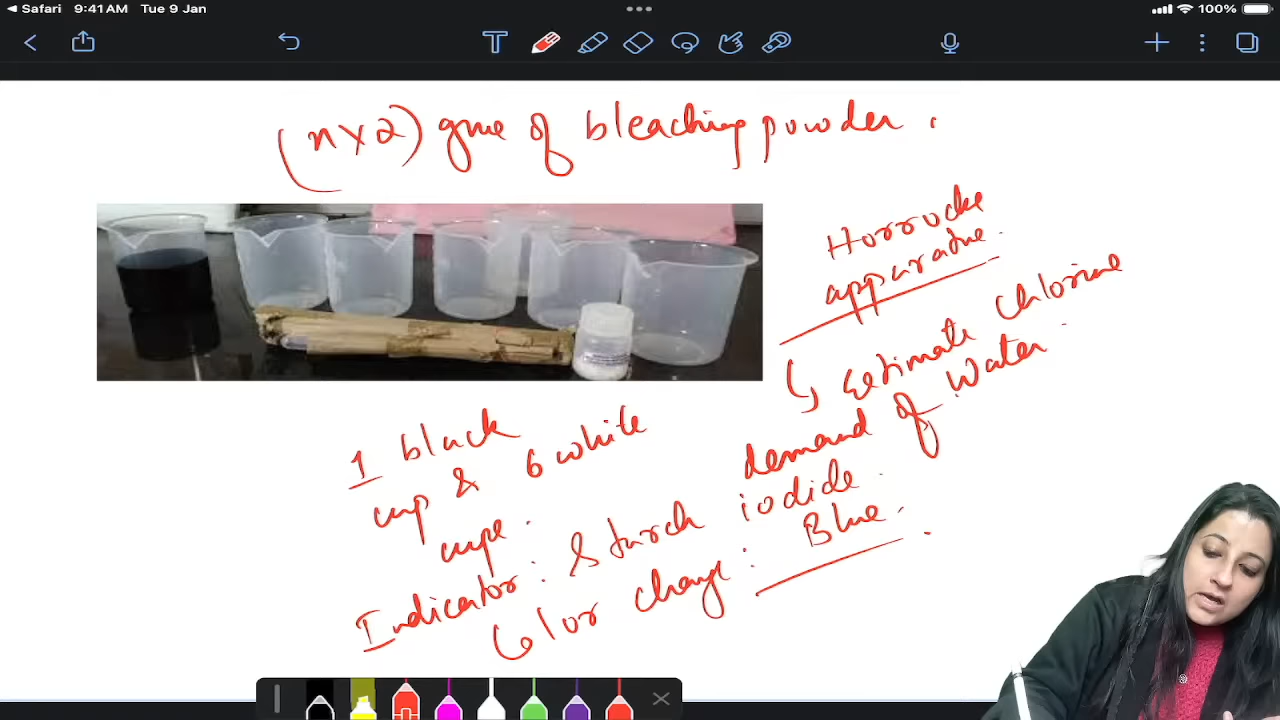 Safari 9:41 AM Tue 9 Jan
100%
T
(n x 2) gms of bleaching powder.
Horrocks
apparatus.
↳ estimate chlorine
demand of water
1 black
cup & 6 white
cups.
Indicator: Starch iodide.
Color change: Blue.